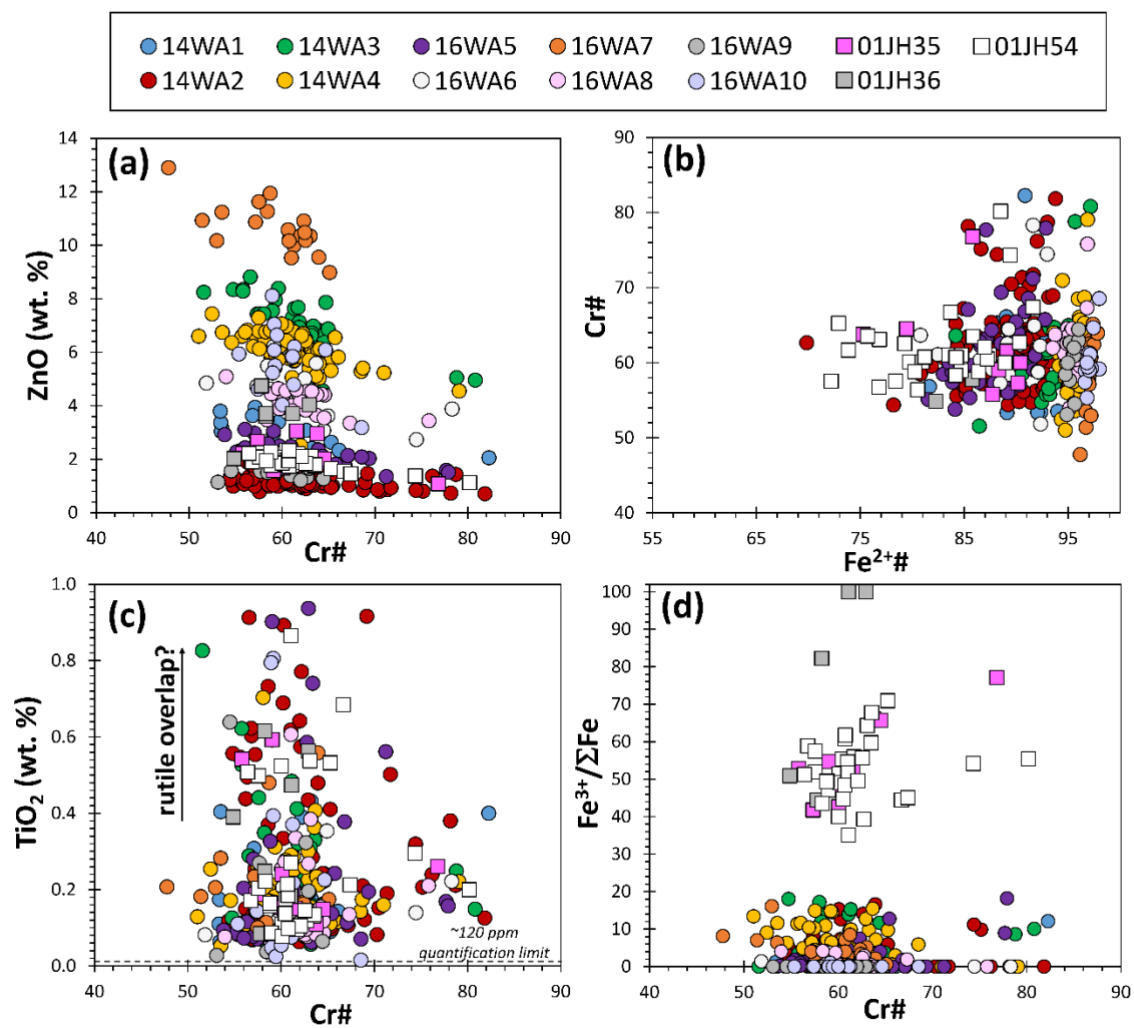 14WA1 14WA3 16WA5 16WA7 16WA9 01JH35 01JH54
14WA2 14WA4 16WA6 16WA8 16WA10 01JH36
(a)
14
12
10
8
6
4
2
0
ZnO (wt. %)
40 50 60 70 80 90
Cr#
(b)
90
80
70
60
50
40
Cr#
55 65 75 85 95
Fe²⁺#
(c)
1.0
0.8
0.6
0.4
0.2
0.0
TiO₂ (wt. %)
rutile overlap?
~120 ppm
quantification limit
40 50 60 70 80 90
Cr#
(d)
100
90
80
70
60
50
40
30
20
10
0
Fe³⁺/ΣFe
40 50 60 70 80 90
Cr#